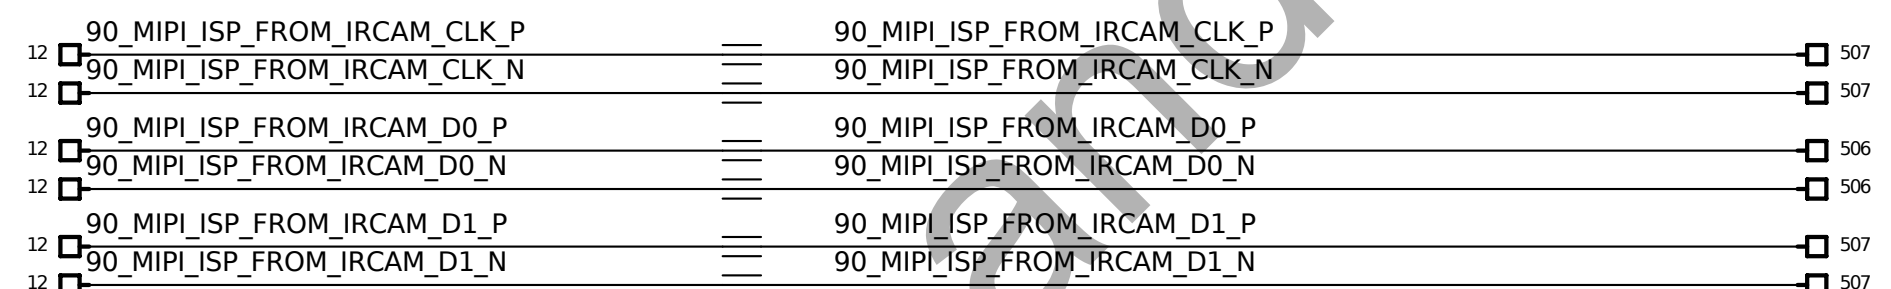 90_MIPI_ISP_FROM_IRCAM_CLK_P 90_MIPI_ISP_FROM_IRCAM_CLK_P
12 507
90_MIPI_ISP_FROM_IRCAM_CLK_N 90_MIPI_ISP_FROM_IRCAM_CLK_N
12 507
90_MIPI_ISP_FROM_IRCAM_D0_P 90_MIPI_ISP_FROM_IRCAM_D0_P
12 506
90_MIPI_ISP_FROM_IRCAM_D0_N 90_MIPI_ISP_FROM_IRCAM_D0_N
12 506
90_MIPI_ISP_FROM_IRCAM_D1_P 90_MIPI_ISP_FROM_IRCAM_D1_P
12 507
90_MIPI_ISP_FROM_IRCAM_D1_N 90_MIPI_ISP_FROM_IRCAM_D1_N
12 507